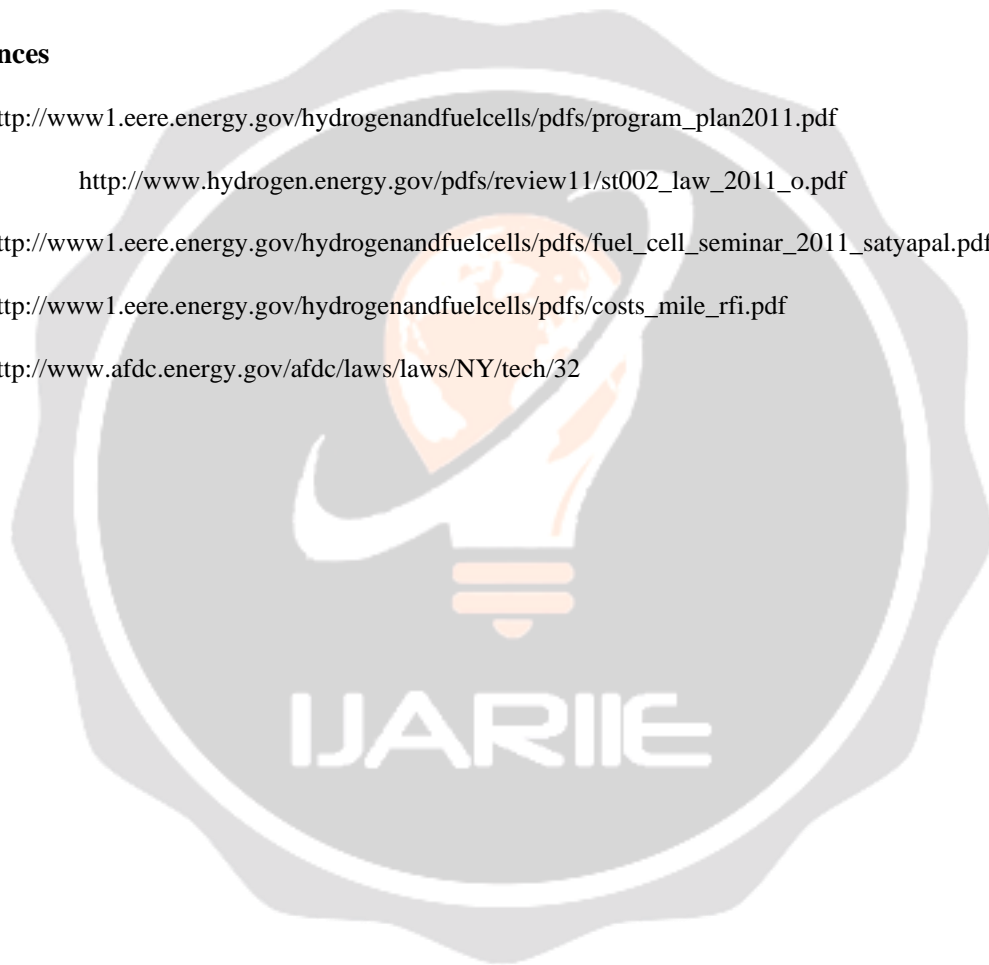 nces
ttp://www1.eere.energy.gov/hydrogenandfuelcells/pdfs/program_plan2011.pdf
http://www.hydrogen.energy.gov/pdfs/review11/st002_law_2011_o.pdf
ttp://www1.eere.energy.gov/hydrogenandfuelcells/pdfs/fuel_cell_seminar_2011_satyapal.pdf
ttp://www1.eere.energy.gov/hydrogenandfuelcells/pdfs/costs_mile_rfi.pdf
ttp://www.afdc.energy.gov/afdc/laws/laws/NY/tech/32
IJARIIE